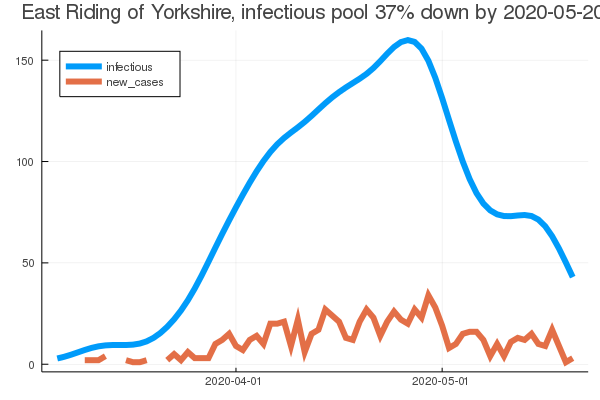 East Riding of Yorkshire, infectious pool 37% down by 2020-05-20
infectious
new_cases
150
100
50
0
2020-04-01
2020-05-01